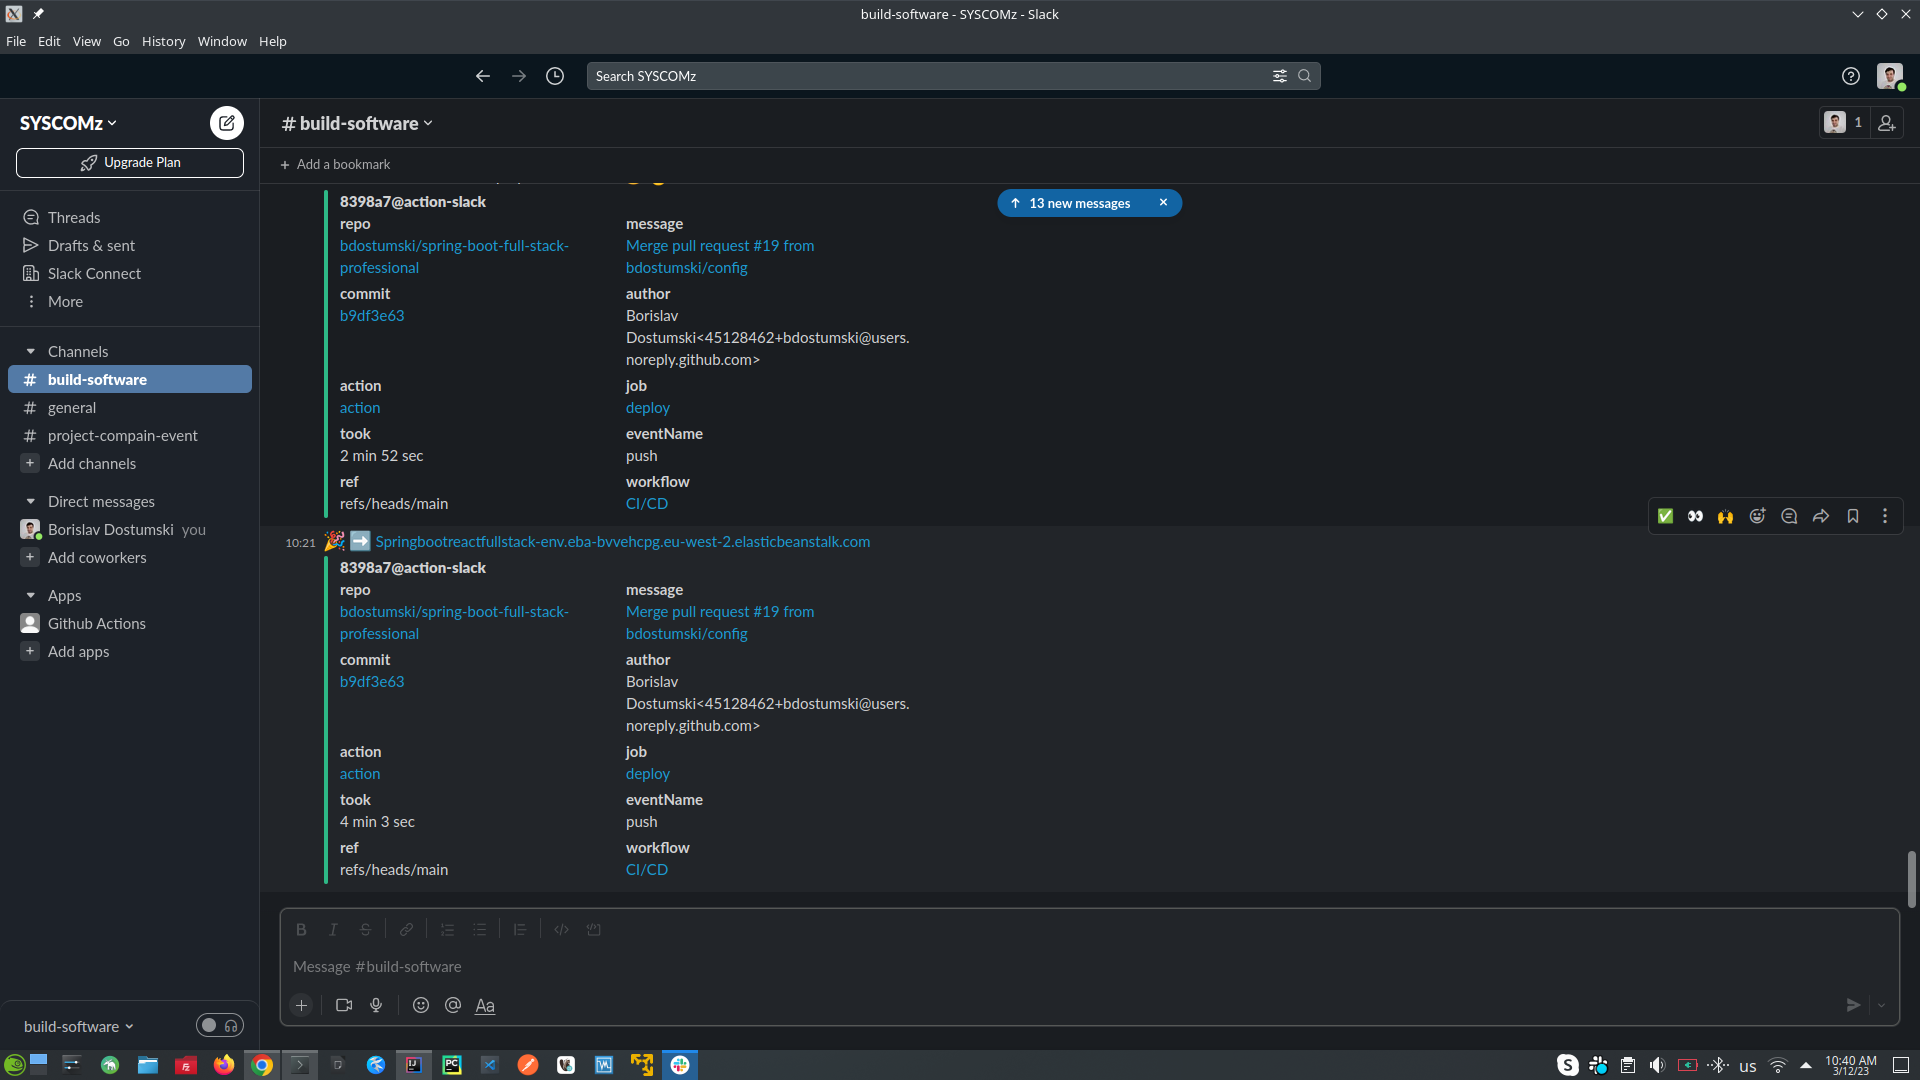 build-software - SYSCOMz - Slack
File Edit View Go History Window Help
Search SYSCOMz
SYSCOMz
Upgrade Plan
Threads
Drafts & sent
Slack Connect
More
Channels
# build-software
# general
# project-compain-event
+ Add channels
Direct messages
Borislav Dostumski you
+ Add coworkers
Apps
Github Actions
+ Add apps
build-software
# build-software
1
+ Add a bookmark
13 new messages
8398a7@action-slack
repo
bdostumski/spring-boot-full-stack-
professional
message
Merge pull request #19 from
bdostumski/config
commit
b9df3e63
author
Borislav
Dostumski<45128462+bdostumski@users.
noreply.github.com>
action
action
job
deploy
took
2 min 52 sec
eventName
push
ref
refs/heads/main
workflow
CI/CD
10:21 🎉 ➡️ Springbootreactfullstack-env.eba-bvvehcpg.eu-west-2.elasticbeanstalk.com
8398a7@action-slack
repo
bdostumski/spring-boot-full-stack-
professional
message
Merge pull request #19 from
bdostumski/config
commit
b9df3e63
author
Borislav
Dostumski<45128462+bdostumski@users.
noreply.github.com>
action
action
job
deploy
took
4 min 3 sec
eventName
push
ref
refs/heads/main
workflow
CI/CD
Message #build-software
Aa
us
10:40 AM
3/12/23